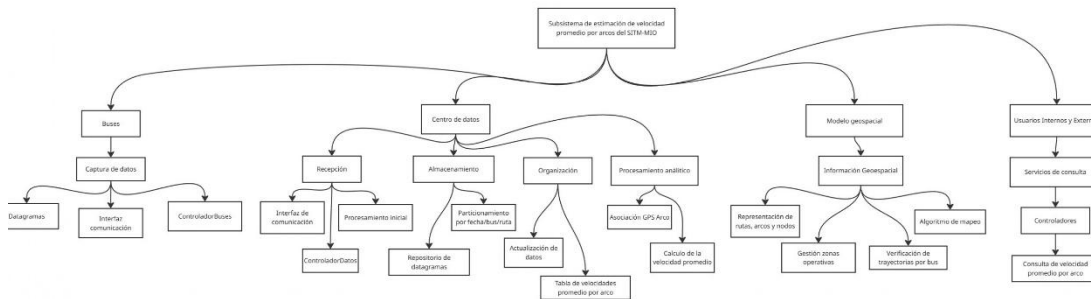 Subsistema de estimación de velocidad
promedio por arcos del SITM-MIO
Buses
Centro de datos
Modelo geospacial
Usuarios Internos y Extern
Captura de datos
Recepción
Almacenamiento
Organización
Procesamiento análitico
Información Geoespacial
Servicios de consulta
Datagramas
Interfaz
comunicación
ControladorBuses
Interfaz de
comunicación
Procesamiento inicial
Particionamiento
por fecha/bus/ruta
Asociación GPS Arco
Representación de
rutas, arcos y nodos
Algoritmo de mapeo
Controladores
ControladorDatos
Repositorio de
datagramas
Actualización de
datos
Calculo de la
velocidad promedio
Gestión zonas
operativas
Verificación de
trayectorias por bus
Consulta de velocidad
promedio por arco
Tabla de velocidades
promedio por arco